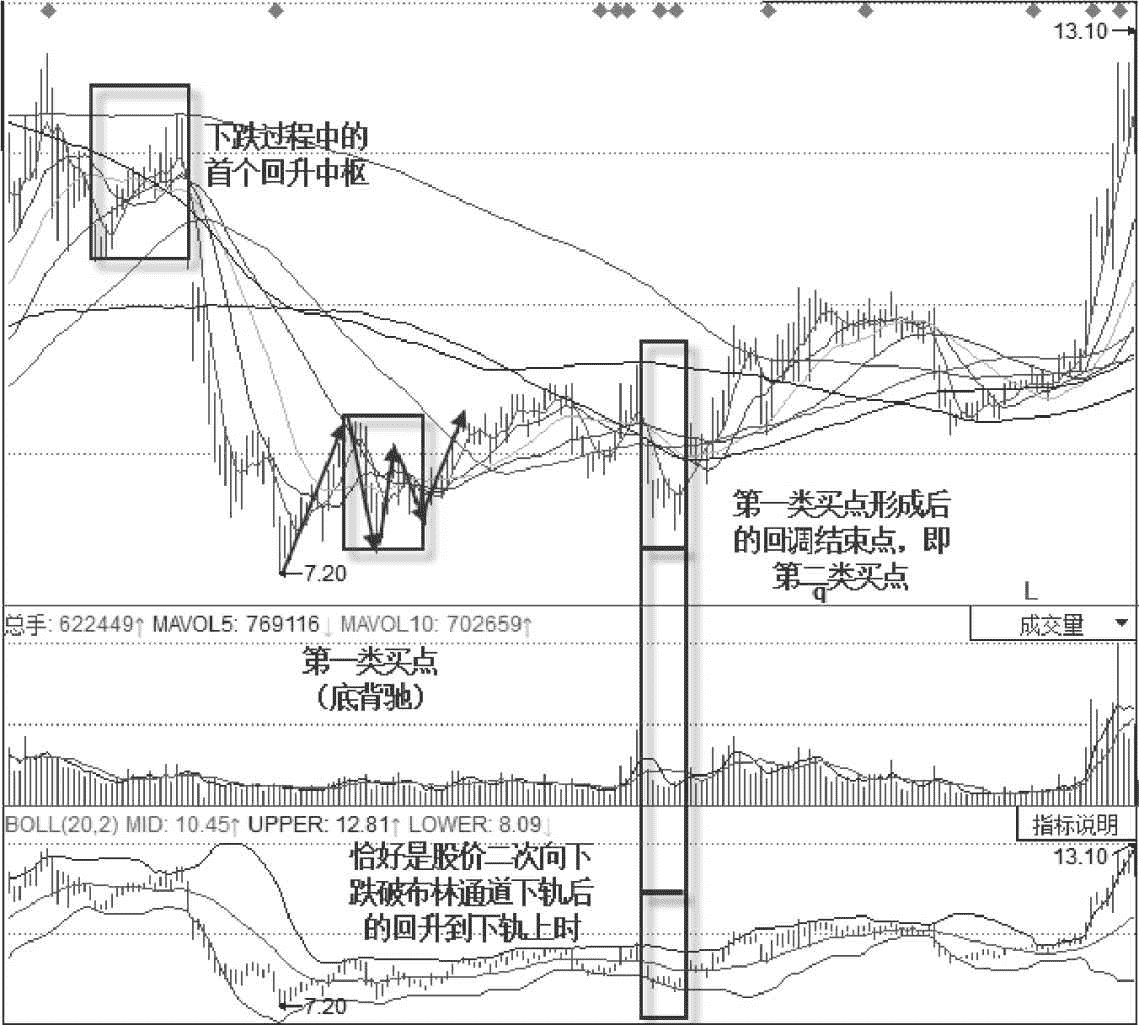 13.10
下跌过程中的
首个回升中枢
7.20
第一类买点形成后
的回调结束点，即
第二类买点
q
L
总手: 622449↑ MAVOL5: 769116↓ MAVOL10: 702659↑
成交量
第一类买点
（底背驰）
BOLL(20,2) MID: 10.45↑ UPPER: 12.81↑ LOWER: 8.09↓
指标说明
13.10
恰好是股价二次向下
跌破布林通道下轨后
的回升到下轨上时
7.20